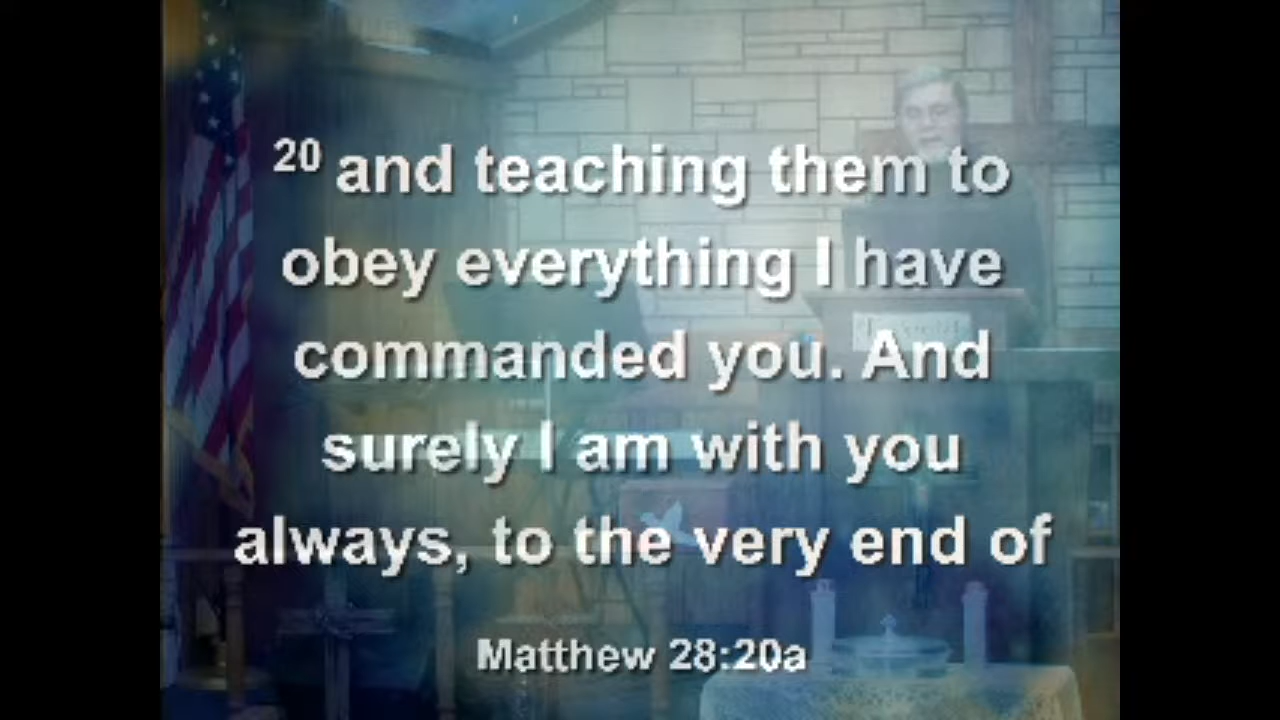 20 and teaching them to
obey everything I have
commanded you. And
surely I am with you
always, to the very end of
Matthew 28:20a